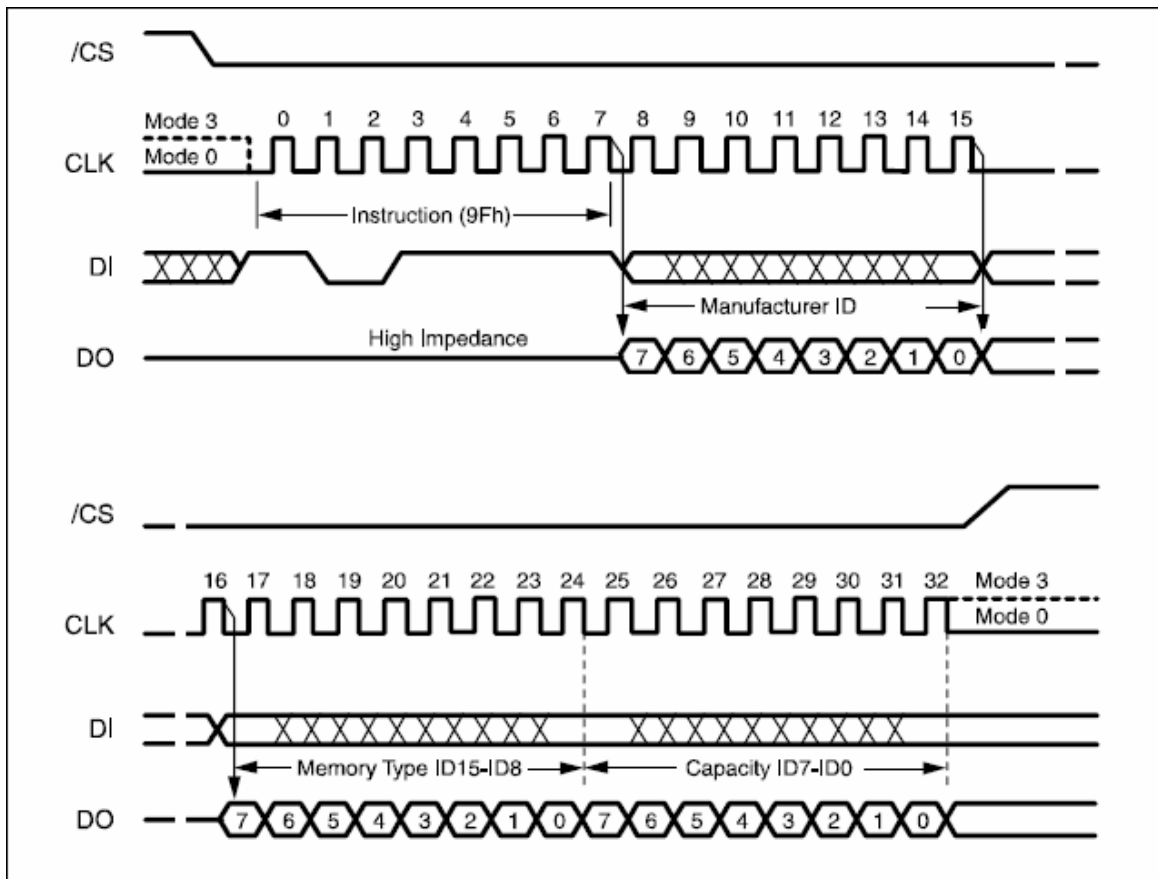 /CS
Mode 3
0 1 2 3 4 5 6 7 8 9 10 11 12 13 14 15
Mode 0
CLK
Instruction (9Fh)
DI
Manufacturer ID
High Impedance
DO
7 6 5 4 3 2 1 0
/CS
16 17 18 19 20 21 22 23 24 25 26 27 28 29 30 31 32
Mode 3
CLK
Mode 0
DI
Memory Type ID15-ID8
Capacity ID7-ID0
DO
7 6 5 4 3 2 1 0 7 6 5 4 3 2 1 0